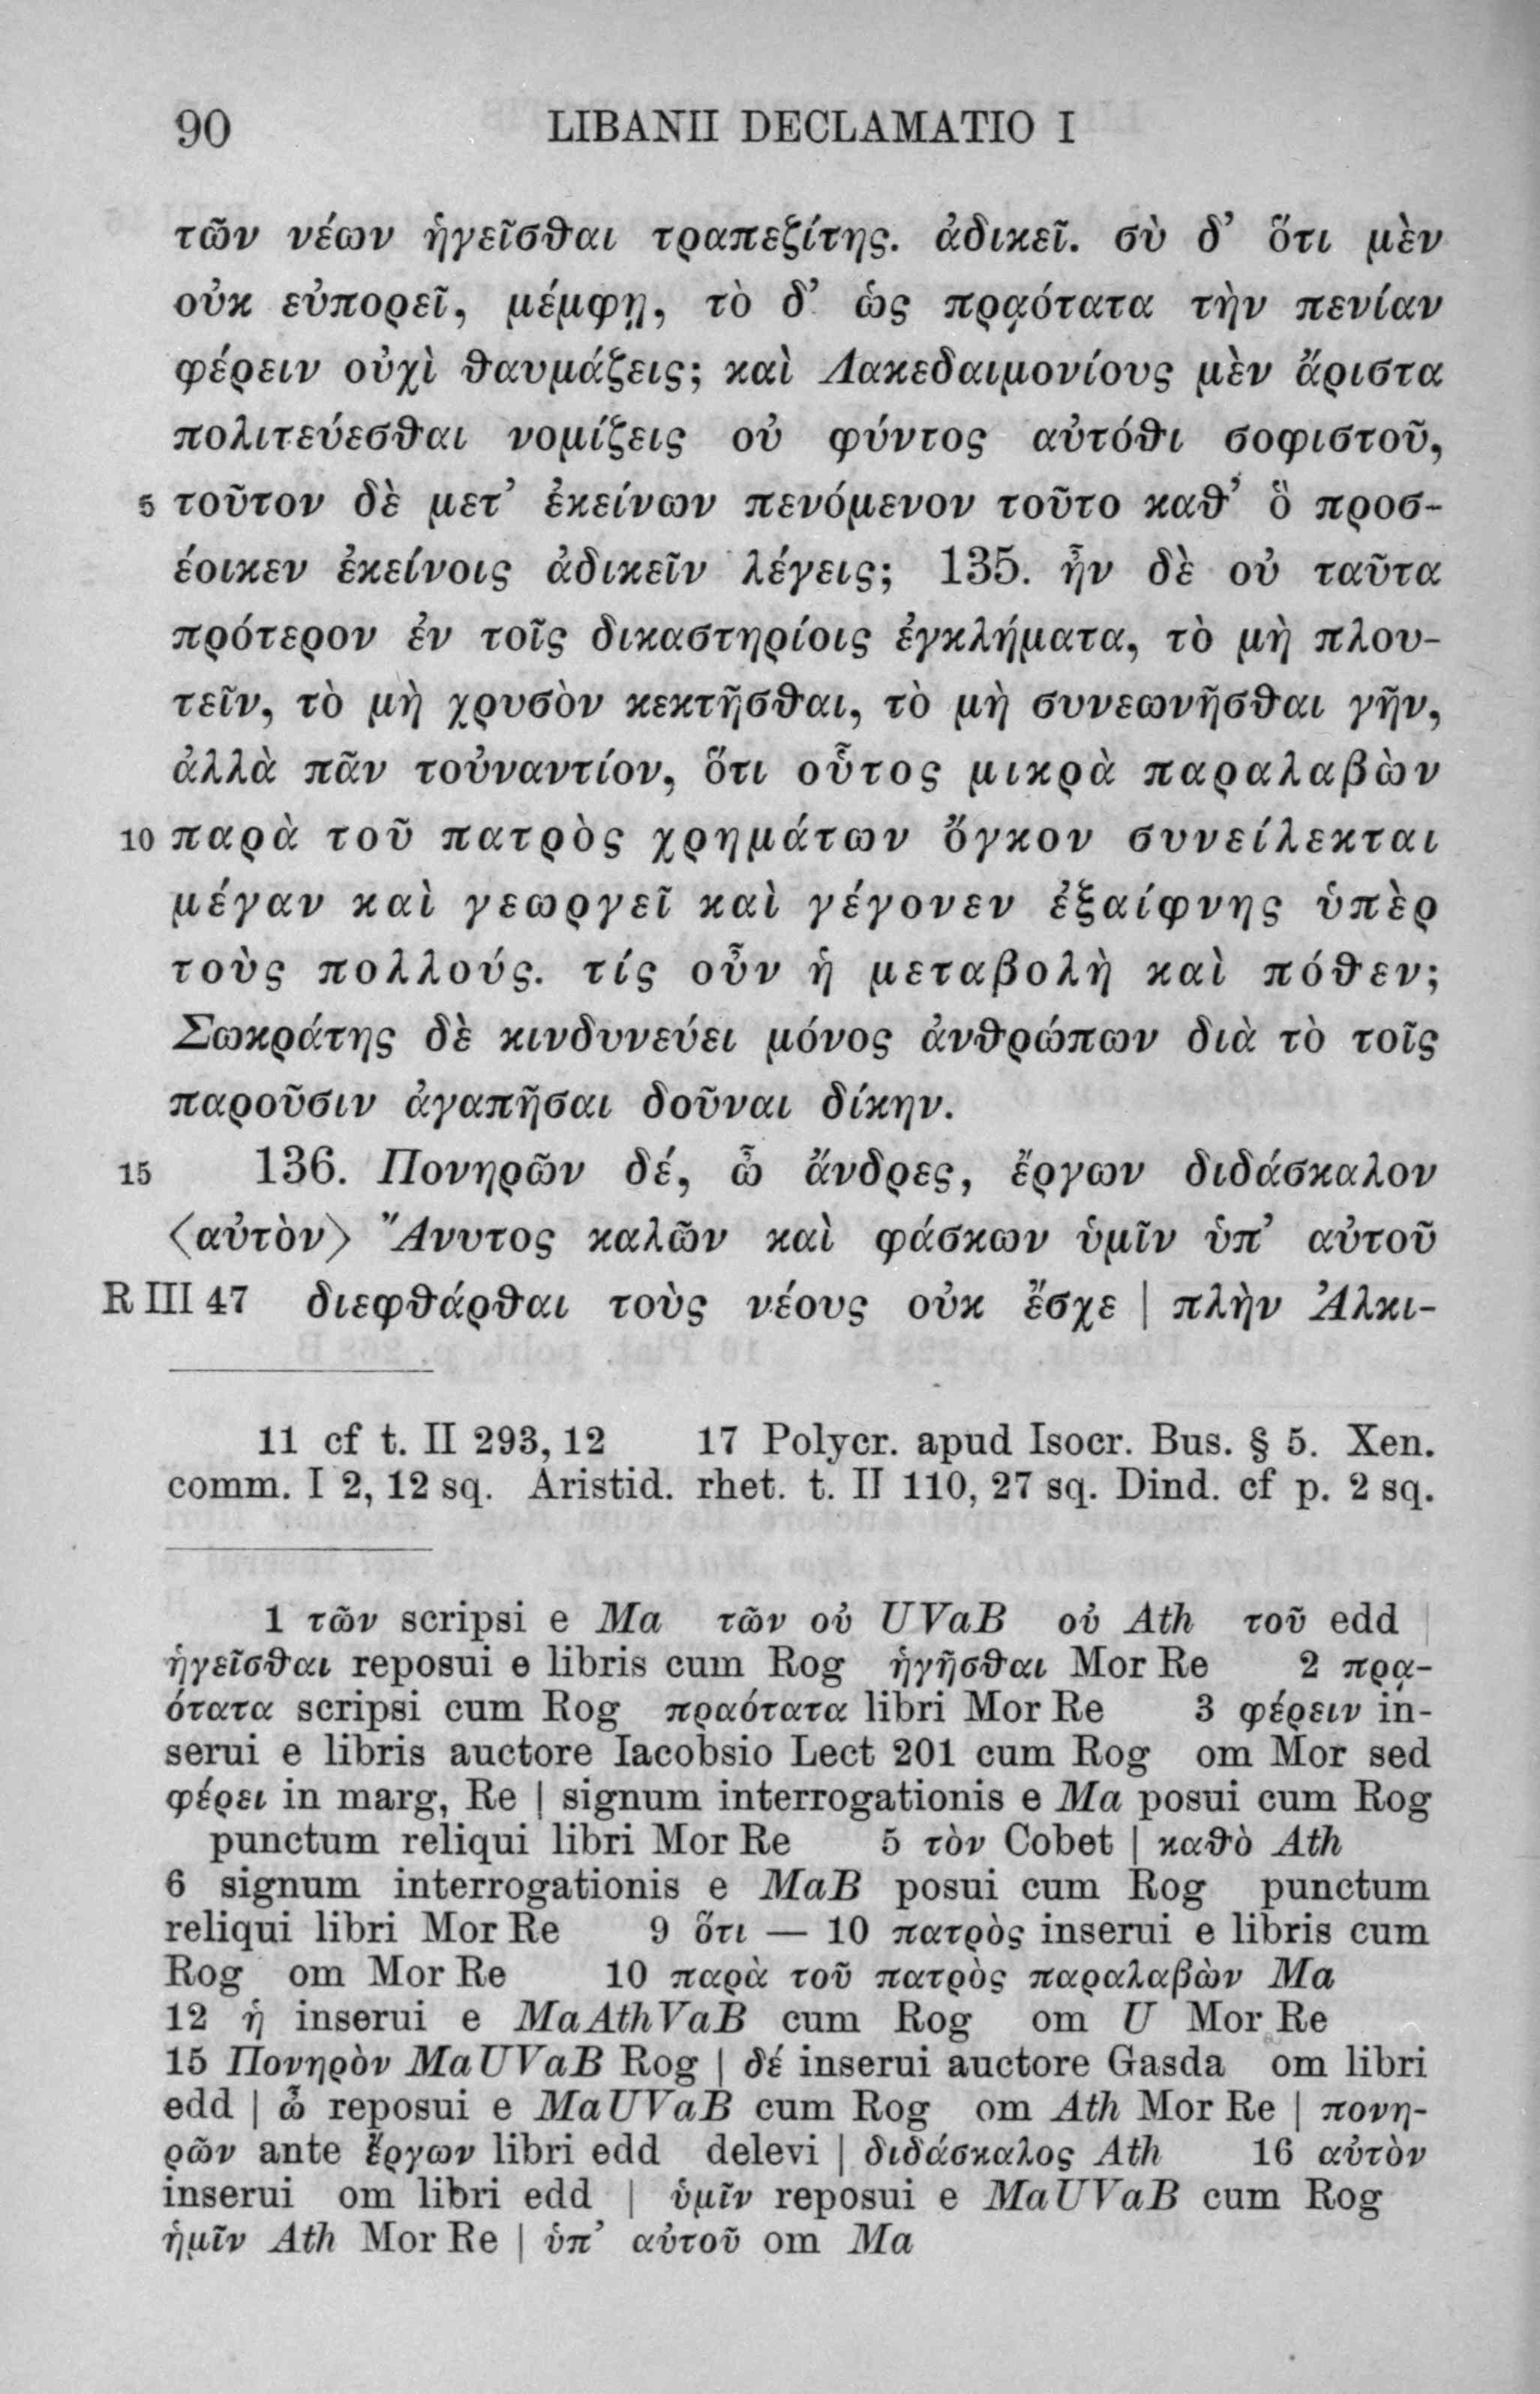 90 LIBANII DECLAMATIO I
τῶν νέων ἡγεῖσθαι τραπεζίτης. ἀδικεῖ. σὺ δ’ ὅτι μὲν
οὐκ εὐπορεῖ, μέμφῃ, τὸ δ’ ὡς πρᾳότατα τὴν πενίαν
φέρειν οὐχὶ θαυμάζεις; καὶ Λακεδαιμονίους μὲν ἄριστα
πολιτεύεσθαι νομίζεις οὐ φύντος αὐτόθι σοφιστοῦ,
5 τοῦτον δὲ μετ’ ἐκείνων πενόμενον τοῦτο καθ’ ὃ προσ-
έοικεν ἐκείνοις ἀδικεῖν λέγεις; 135. ἦν δὲ οὐ ταῦτα
πρότερον ἐν τοῖς δικαστηρίοις ἐγκλήματα, τὸ μὴ πλου-
τεῖν, τὸ μὴ χρυσὸν κεκτῆσθαι, τὸ μὴ συνεωνῆσθαι γῆν,
ἀλλὰ πᾶν τοὐναντίον, ὅτι οὗτος μικρὰ παραλαβὼν
10 παρὰ τοῦ πατρὸς χρημάτων ὄγκον συνείλεκται
μέγαν καὶ γεωργεῖ καὶ γέγονεν ἐξαίφνης ὑπὲρ
τοὺς πολλούς. τίς οὖν ἡ μεταβολὴ καὶ πόθεν;
Σωκράτης δὲ κινδυνεύει μόνος ἀνθρώπων διὰ τὸ τοῖς
παροῦσιν ἀγαπῆσαι δοῦναι δίκην.
15 136. Πονηρῶν δέ, ὦ ἄνδρες, ἔργων διδάσκαλον
⟨αὐτὸν⟩ Ἄνυτος καλῶν καὶ φάσκων ὑμῖν ὑπ’ αὐτοῦ
R III 47 διεφθάρθαι τοὺς νέους οὐκ ἔσχε | πλὴν Ἀλκι-
11 cf t. II 293, 12 17 Polycr. apud Isocr. Bus. § 5. Xen.
comm. I 2, 12 sq. Aristid. rhet. t. II 110, 27 sq. Dind. cf p. 2 sq.
1 τῶν scripsi e Ma τῶν οὐ UVaB οὐ Ath τοῦ edd |
ἡγεῖσθαι reposui e libris cum Rog ἡγῆσθαι Mor Re 2 πρᾳ-
ότατα scripsi cum Rog πραότατα libri Mor Re 3 φέρειν in-
serui e libris auctore Iacobsio Lect 201 cum Rog om Mor sed
φέρει in marg, Re | signum interrogationis e Ma posui cum Rog
punctum reliqui libri Mor Re 5 τὸν Cobet | καθὸ Ath
6 signum interrogationis e MaB posui cum Rog punctum
reliqui libri Mor Re 9 ὅτι — 10 πατρὸς inserui e libris cum
Rog om Mor Re 10 παρὰ τοῦ πατρὸς παραλαβὼν Ma
12 ἡ inserui e MaAthVaB cum Rog om U Mor Re
15 Πονηρὸν MaUVaB Rog | δέ inserui auctore Gasda om libri
edd | ὦ reposui e MaUVaB cum Rog om Ath Mor Re | πονη-
ρῶν ante ἔργων libri edd delevi | διδάσκαλος Ath 16 αὐτὸν
inserui om libri edd | ὑμῖν reposui e MaUVaB cum Rog
ἡμῖν Ath Mor Re | ὑπ’ αὐτοῦ om Ma